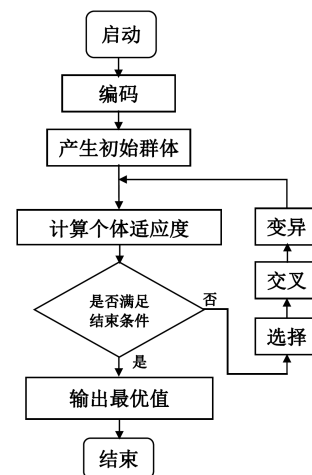 启动
编码
产生初始群体
计算个体适应度
是否满足
结束条件
否
是
选择
交叉
变异
输出最优值
结束